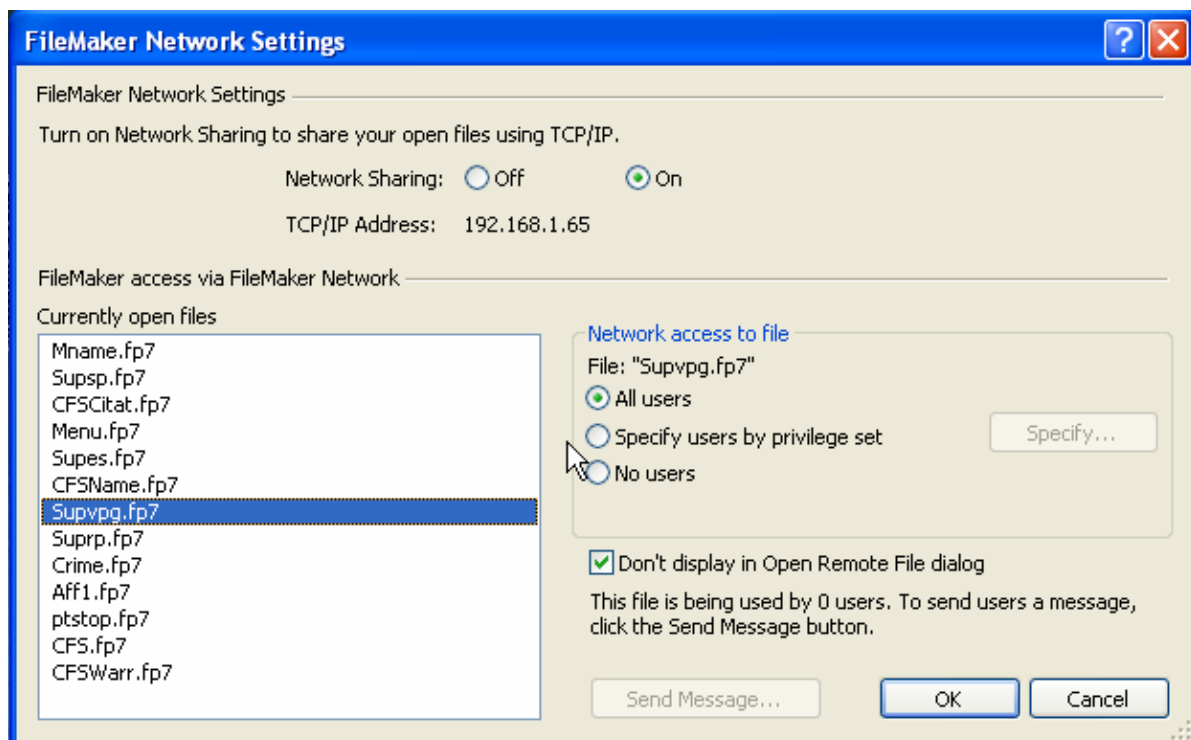 FileMaker Network Settings
FileMaker Network Settings
Turn on Network Sharing to share your open files using TCP/IP.
Network Sharing: Off On
TCP/IP Address: 192.168.1.65
FileMaker access via FileMaker Network
Currently open files
Mname.fp7
Supsp.fp7
CFSCitat.fp7
Menu.fp7
Supes.fp7
CFSName.fp7
Supvpg.fp7
Suprp.fp7
Crime.fp7
Aff1.fp7
ptstop.fp7
CFS.fp7
CFSWarr.fp7
Network access to file
File: "Supvpg.fp7"
All users
Specify users by privilege set
Specify...
No users
Don't display in Open Remote File dialog
This file is being used by 0 users. To send users a message,
click the Send Message button.
Send Message... OK Cancel